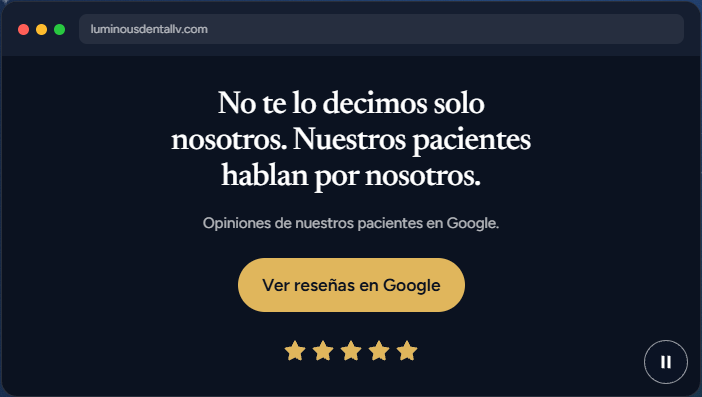 luminousdentallv.com
No te lo decimos solo
nosotros. Nuestros pacientes
hablan por nosotros.
Opiniones de nuestros pacientes en Google.
Ver reseñas en Google